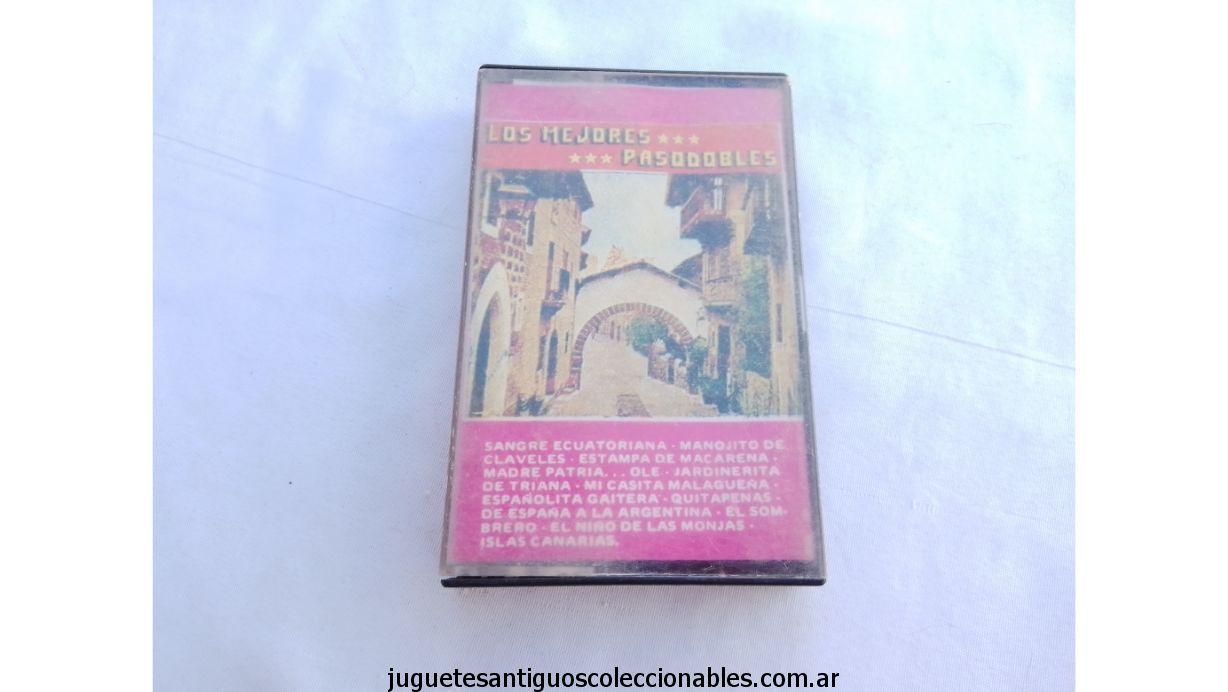 LOS MEJORES ★★★
★★★ PASODOBLES
SANGRE ECUATORIANA - MANOJITO DE
CLAVELES - ESTAMPA DE MACARENA -
MADRE PATRIA... OLE - JARDINERITA
DE TRIANA - MI CASITA MALAGUEÑA -
ESPAÑOLITA GAITERA - QUITAPENAS -
DE ESPAÑA A LA ARGENTINA - EL SOM-
BRERO - EL NIÑO DE LAS MONJAS -
ISLAS CANARIAS.
juguetesantiguoscoleccionables.com.ar